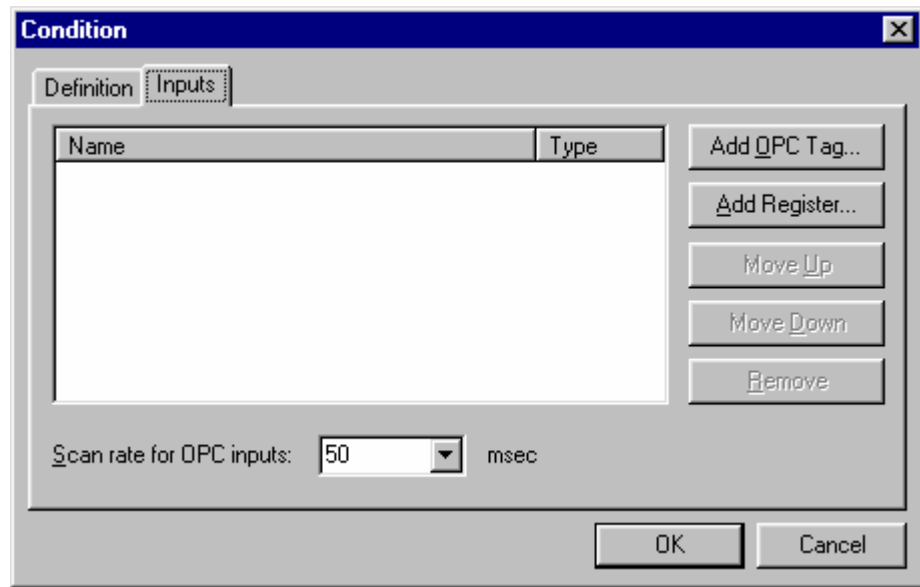 Condition
Definition Inputs
Name Type
Add OPC Tag...
Add Register...
Move Up
Move Down
Remove
Scan rate for OPC inputs: 50 msec
OK Cancel